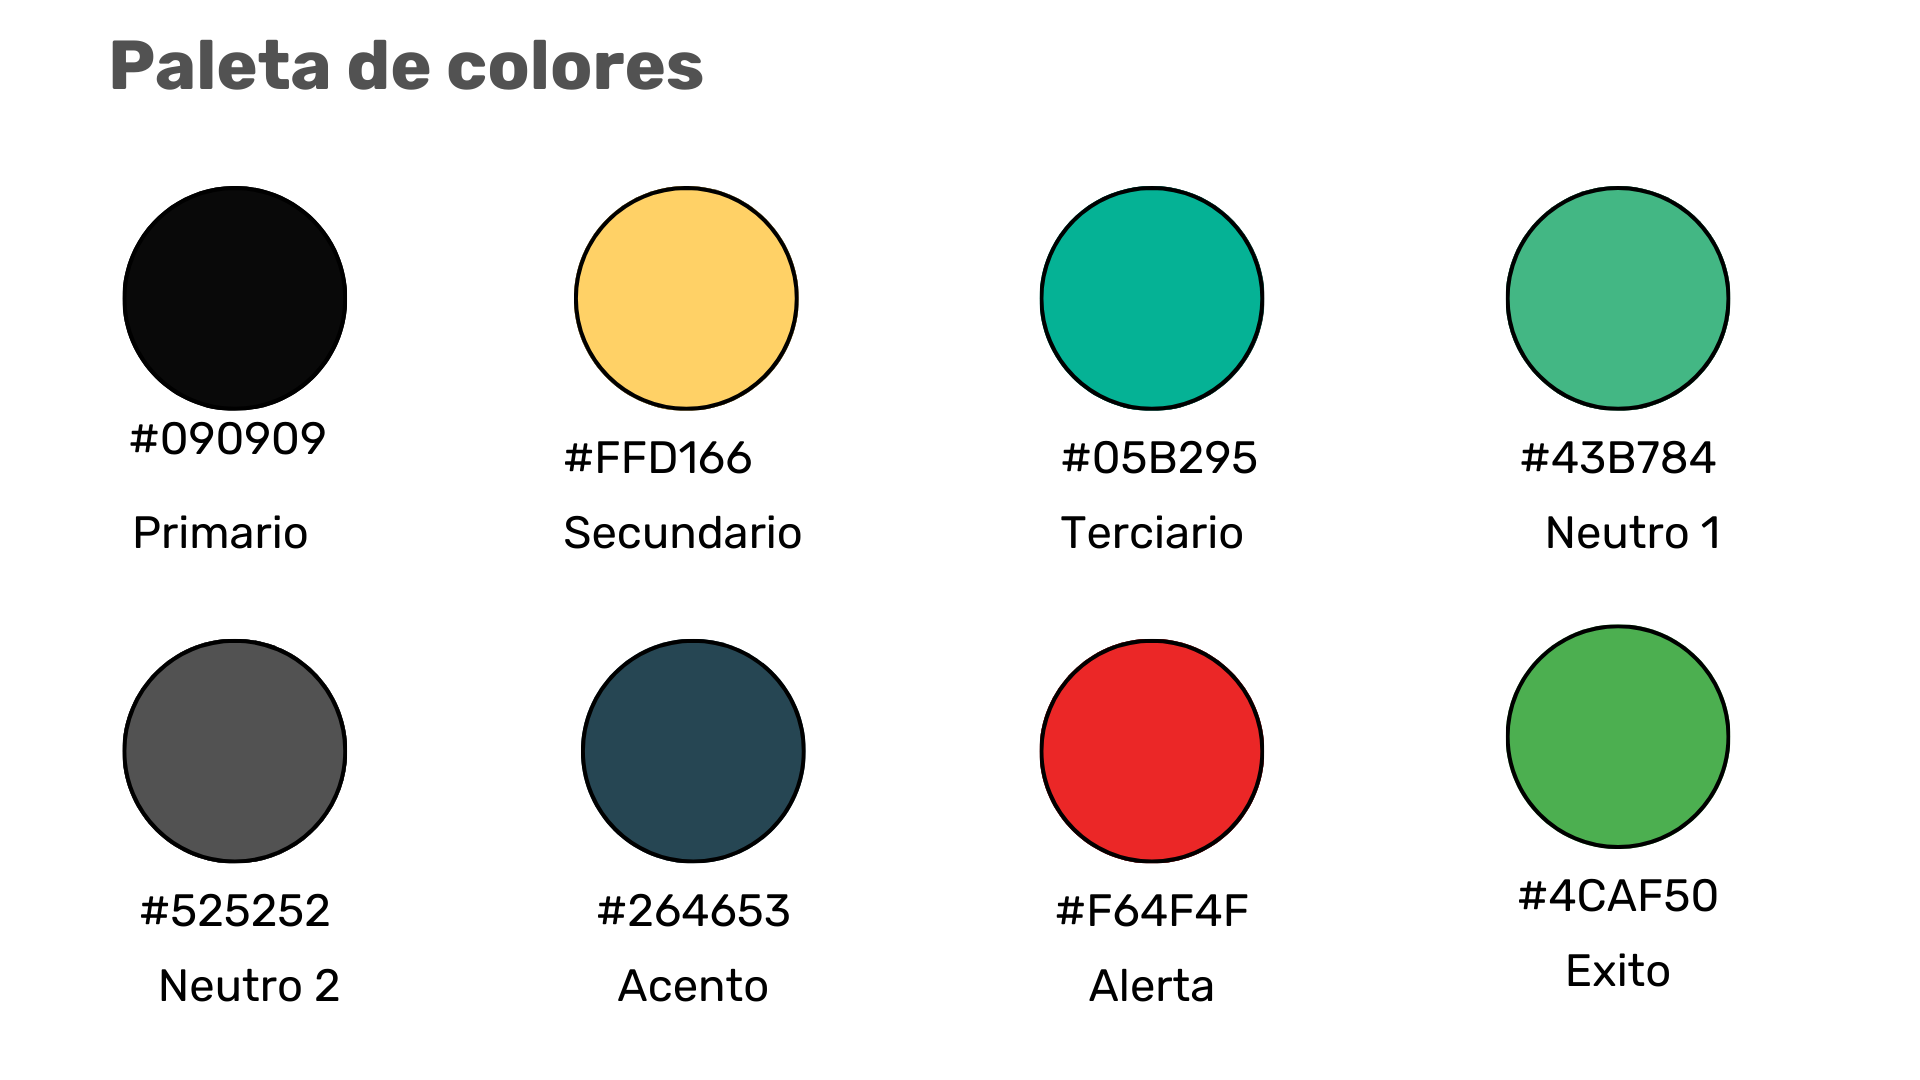 Paleta de colores
#090909
#FFD166
#05B295
#43B784
Primario
Secundario
Terciario
Neutro 1
#525252
#264653
#F64F4F
#4CAF50
Neutro 2
Acento
Alerta
Exito